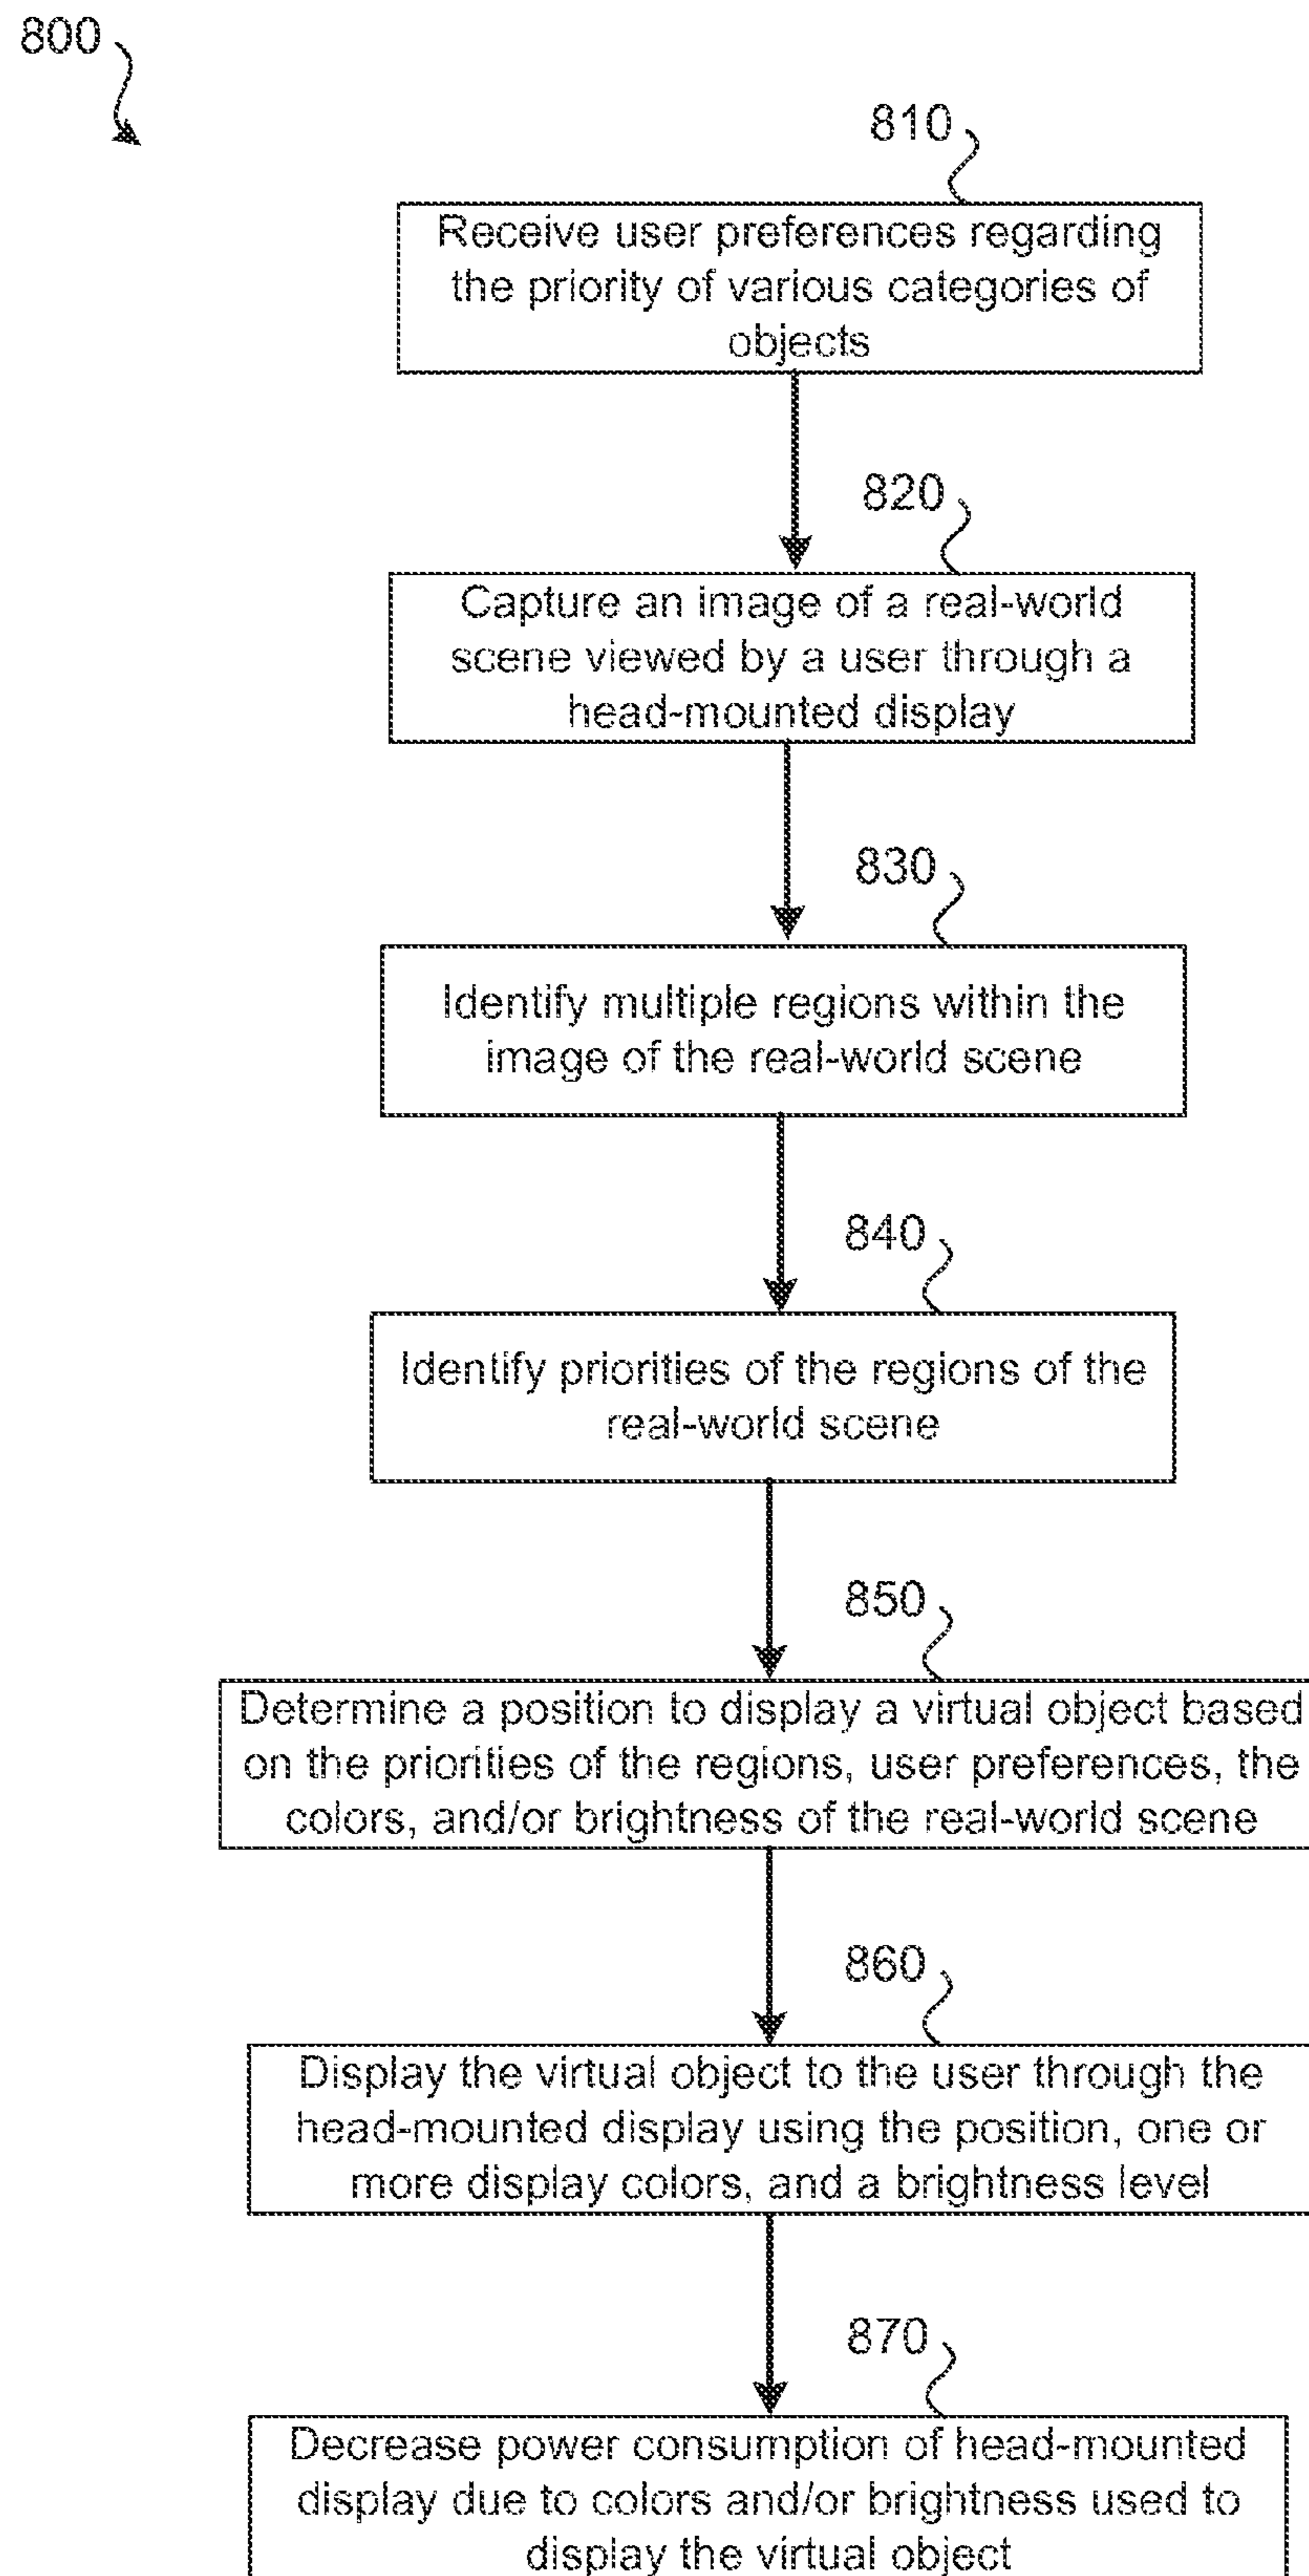 800
810
Receive user preferences regarding
the priority of various categories of
objects
820
Capture an image of a real-world
scene viewed by a user through a
head-mounted display
830
Identify multiple regions within the
image of the real-world scene
840
Identify priorities of the regions of the
real-world scene
850
Determine a position to display a virtual object based
on the priorities of the regions, user preferences, the
colors, and/or brightness of the real-world scene
860
Display the virtual object to the user through the
head-mounted display using the position, one or
more display colors, and a brightness level
870
Decrease power consumption of head-mounted
display due to colors and/or brightness used to
display the virtual object